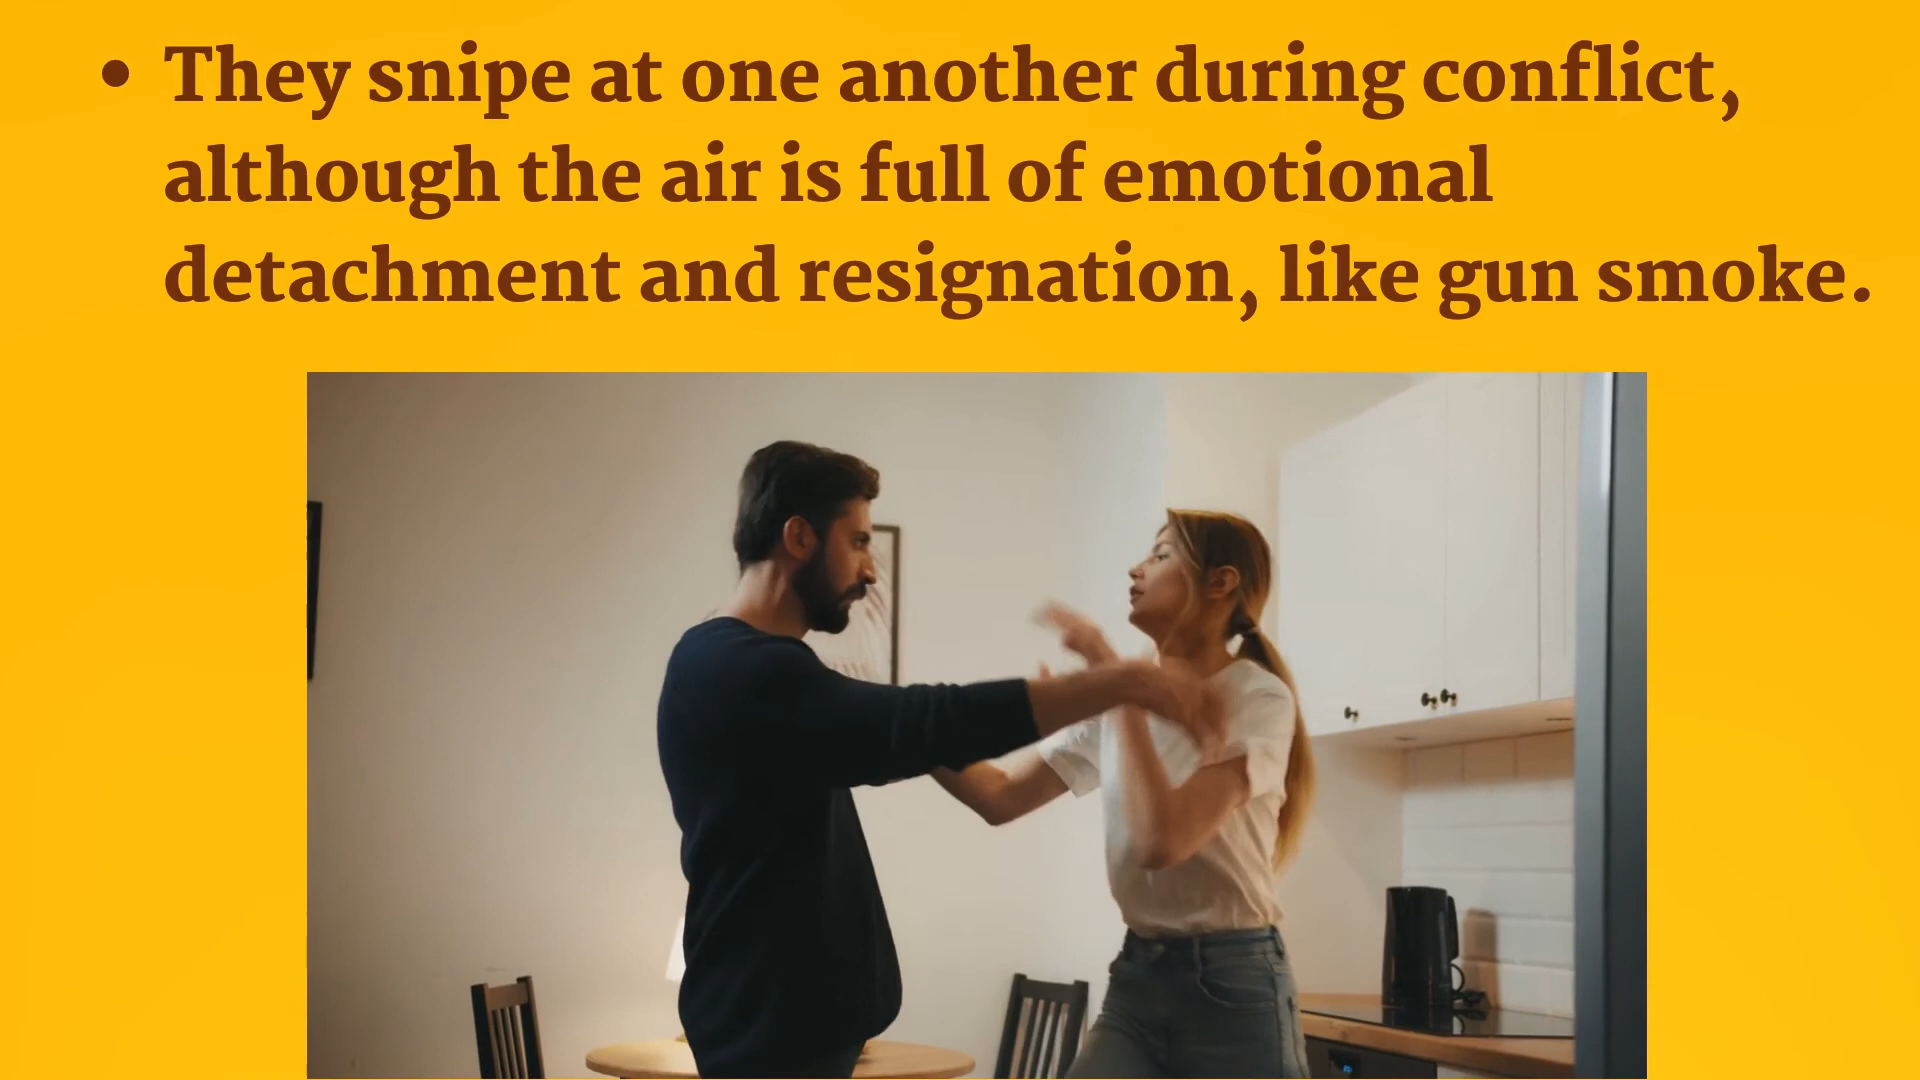 • They snipe at one another during conflict,
although the air is full of emotional
detachment and resignation, like gun smoke.